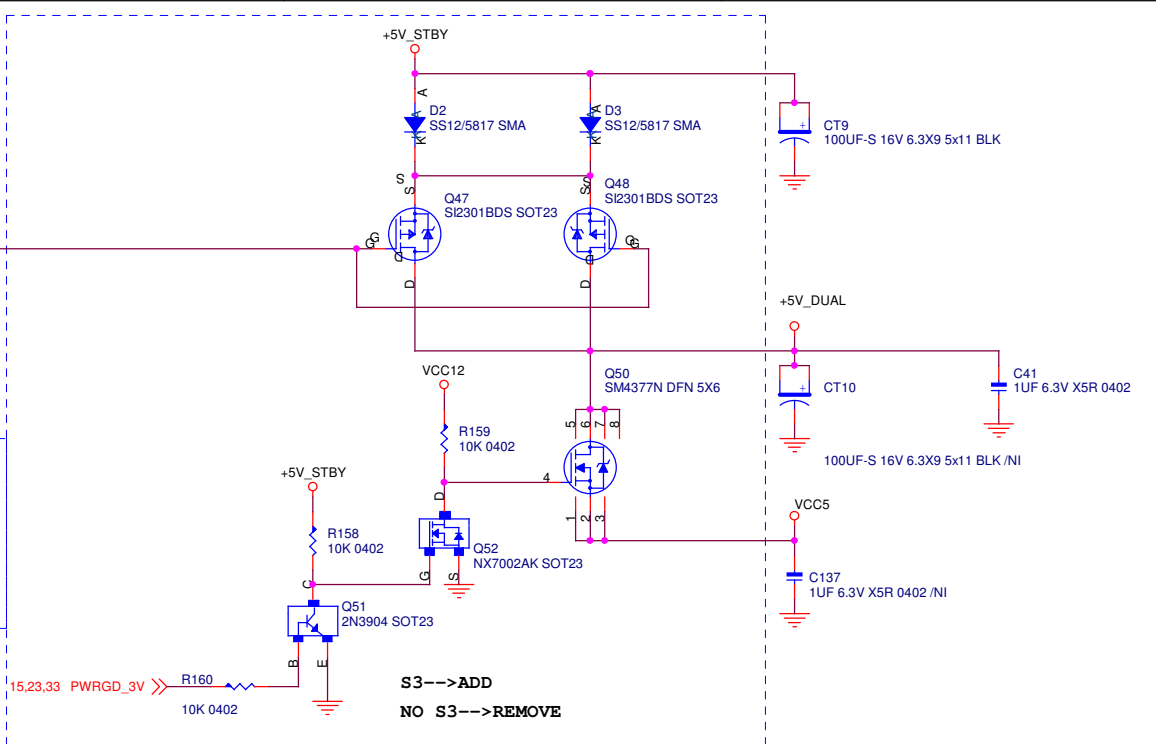 +5V_STBY
A
A
D2
SS12/5817 SMA
D3
SS12/5817 SMA
A
A
K
K
CT9
100UF-S 16V 6.3X9 5x11 BLK
+
S
S
S
S
Q47
SI2301BDS SOT23
Q48
SI2301BDS SOT23
G
G
G
G
D
D
D
D
+5V_DUAL
VCC12
Q50
SM4377N DFN 5X6
CT10
+
C41
1UF 6.3V X5R 0402
5
6
7
8
R159
10K 0402
100UF-S 16V 6.3X9 5x11 BLK /NI
+5V_STBY
4
D
1
2
3
VCC5
R158
10K 0402
Q52
NX7002AK SOT23
G
S
C137
1UF 6.3V X5R 0402 /NI
C
Q51
2N3904 SOT23
B
E
15,23,33 PWRGD_3V
R160
10K 0402
S3-->ADD
NO S3-->REMOVE